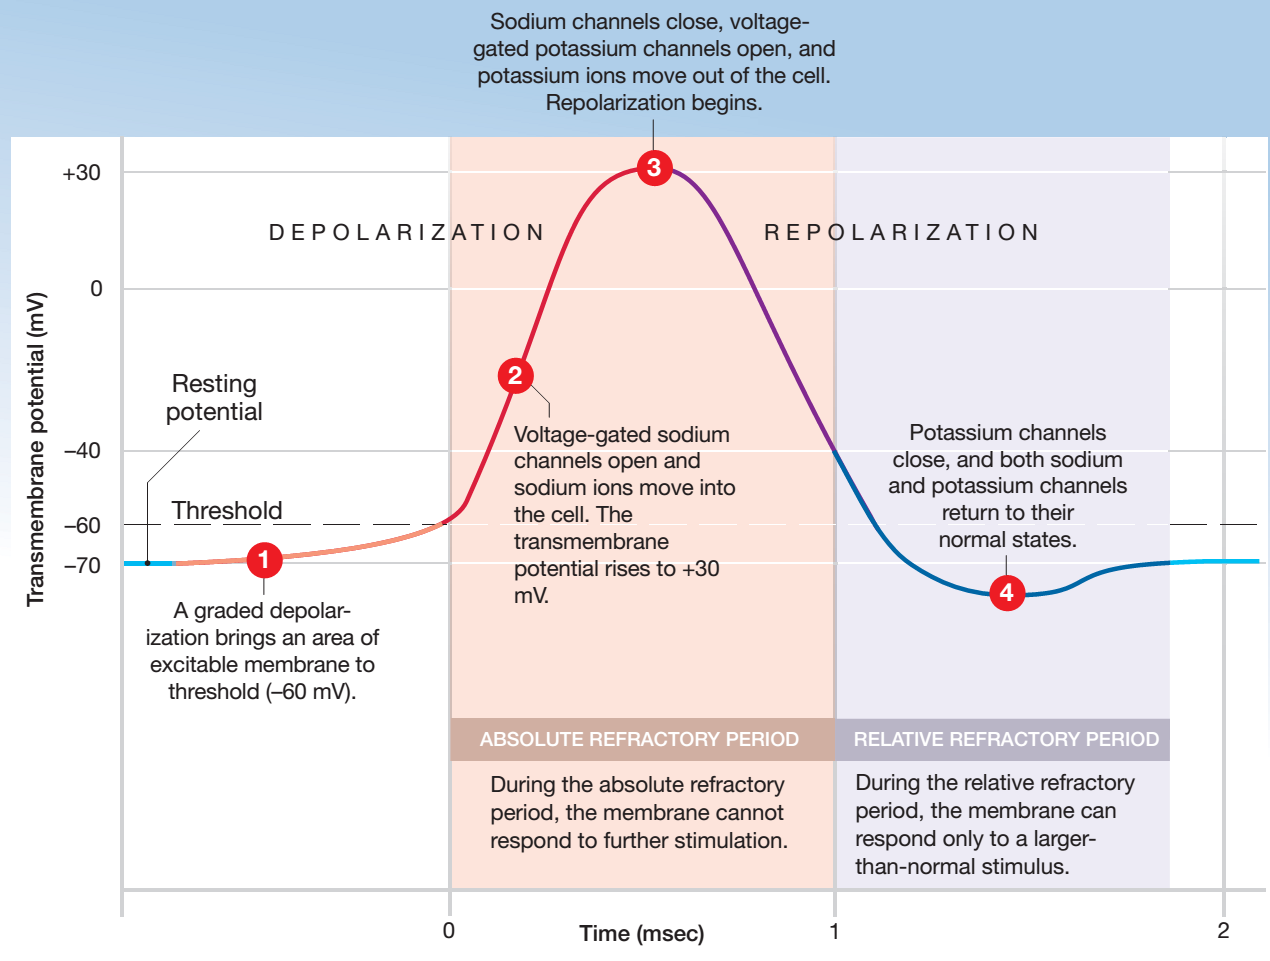 Sodium channels close, voltage-
gated potassium channels open, and
potassium ions move out of the cell.
Repolarization begins.
3
+30
DEPOLARIZATION
REPOLARIZATION
0
Transmembrane potential (mV)
Resting
potential
2
Voltage-gated sodium
channels open and
sodium ions move into
the cell. The
transmembrane
potential rises to +30
mV.
Potassium channels
close, and both sodium
and potassium channels
return to their
normal states.
–40
Threshold
–60
–70
1
4
A graded depolar-
ization brings an area of
excitable membrane to
threshold (–60 mV).
ABSOLUTE REFRACTORY PERIOD
During the absolute refractory
period, the membrane cannot
respond to further stimulation.
RELATIVE REFRACTORY PERIOD
During the relative refractory
period, the membrane can
respond only to a larger-
than-normal stimulus.
0
Time (msec)
1
2